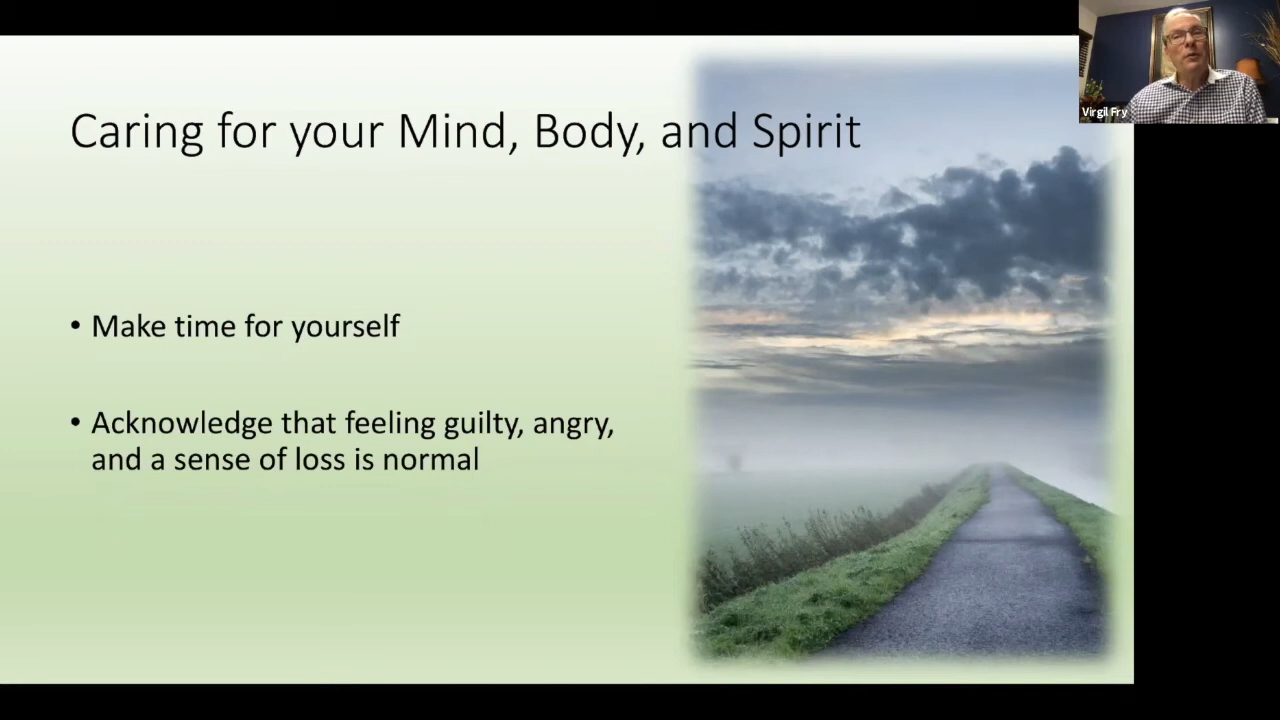 Virgil Fry
Caring for your Mind, Body, and Spirit
• Make time for yourself
• Acknowledge that feeling guilty, angry,
and a sense of loss is normal